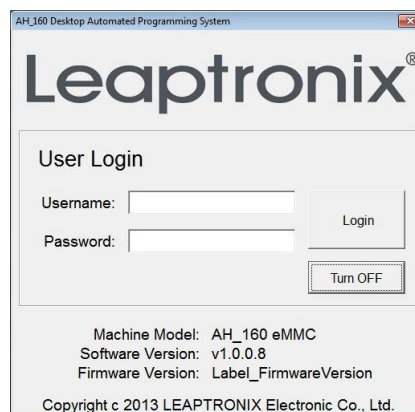 AH_160 Desktop Automated Programming System
Leaptronix®
User Login
Username:
Password:
Login
Turn OFF
Machine Model: AH_160 eMMC
Software Version: v1.0.0.8
Firmware Version: Label_FirmwareVersion
Copyright c 2013 LEAPTRONIX Electronic Co., Ltd.